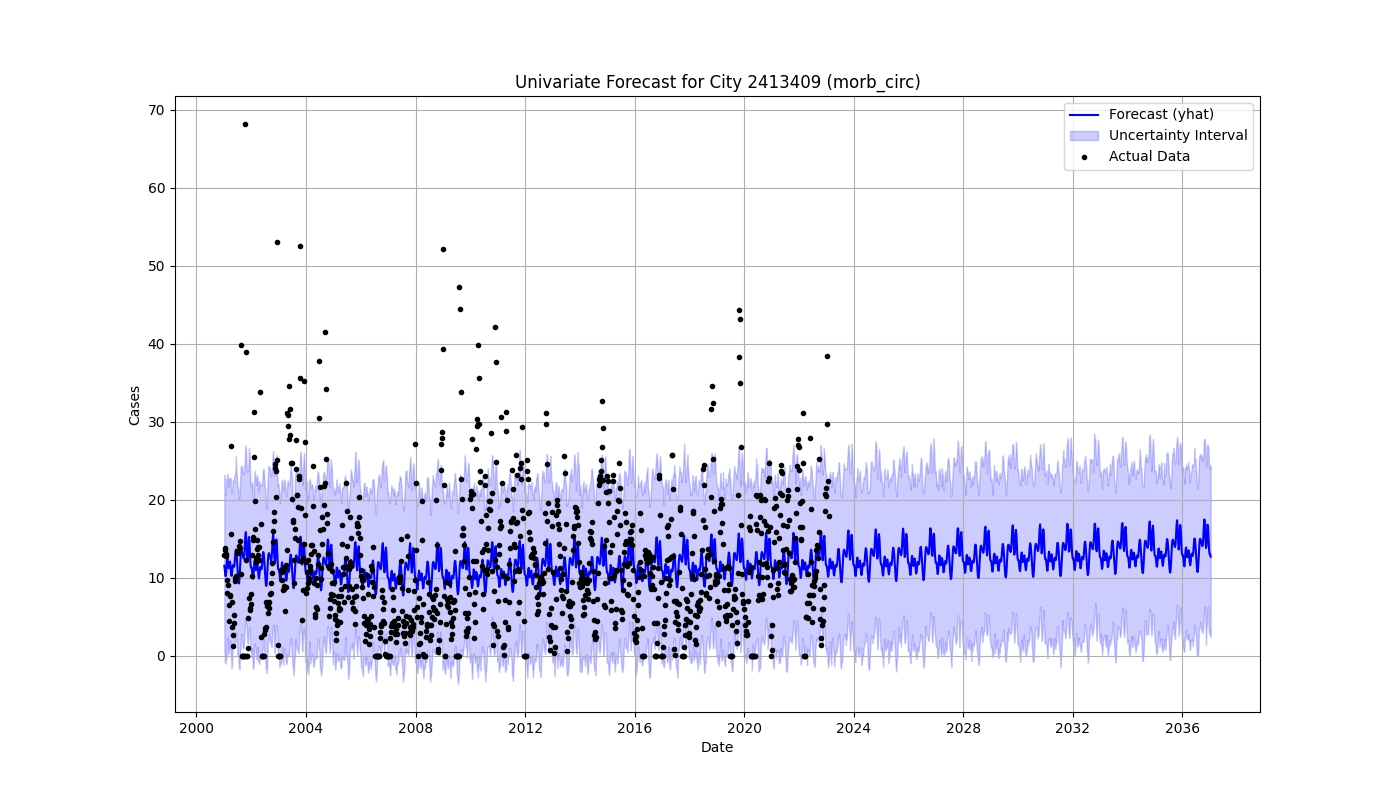 Univariate Forecast for City 2413409 (morb_circ)
Forecast (yhat)
Uncertainty Interval
Actual Data
Cases
70
60
50
40
30
20
10
0
2000 2004 2008 2012 2016 2020 2024 2028 2032 2036
Date